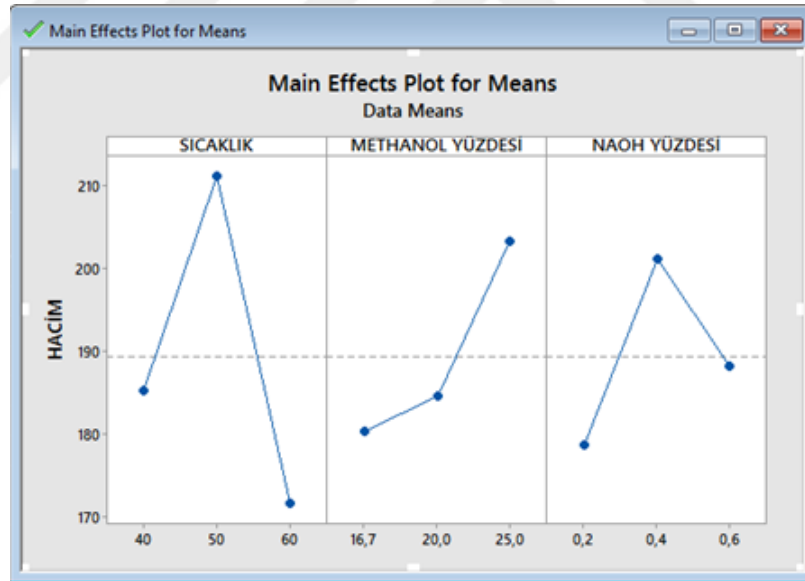 Main Effects Plot for Means
Main Effects Plot for Means
Data Means
SICAKLIK METHANOL YÜZDESİ NAOH YÜZDESİ
HACİM
210
200
190
180
170
40 50 60 16,7 20,0 25,0 0,2 0,4 0,6